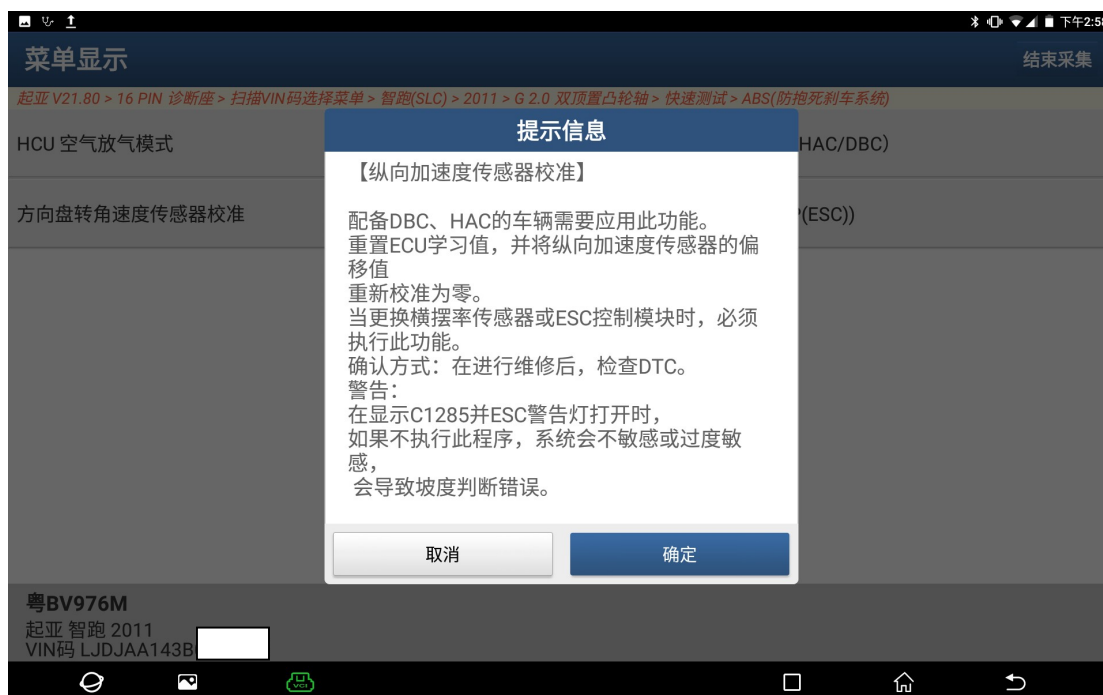 下午2:58
菜单显示
结束采集
起亚 V21.80 > 16 PIN 诊断座 > 扫描VIN码选择菜单 > 智跑(SLC) > 2011 > G 2.0 双顶置凸轮轴 > 快速测试 > ABS(防抱死刹车系统)
HCU 空气放气模式
HAC/DBC）
方向盘转角速度传感器校准
(ESC))
提示信息
【纵向加速度传感器校准】
配备DBC、HAC的车辆需要应用此功能。
重置ECU学习值，并将纵向加速度传感器的偏
移值
重新校准为零。
当更换横摆率传感器或ESC控制模块时，必须
执行此功能。
确认方式：在进行维修后，检查DTC。
警告：
在显示C1285并ESC警告灯打开时，
如果不执行此程序，系统会不敏感或过度敏
感，
会导致坡度判断错误。
取消
确定
粤BV976M
起亚 智跑 2011
VIN码 LJDJAA143B
VCI